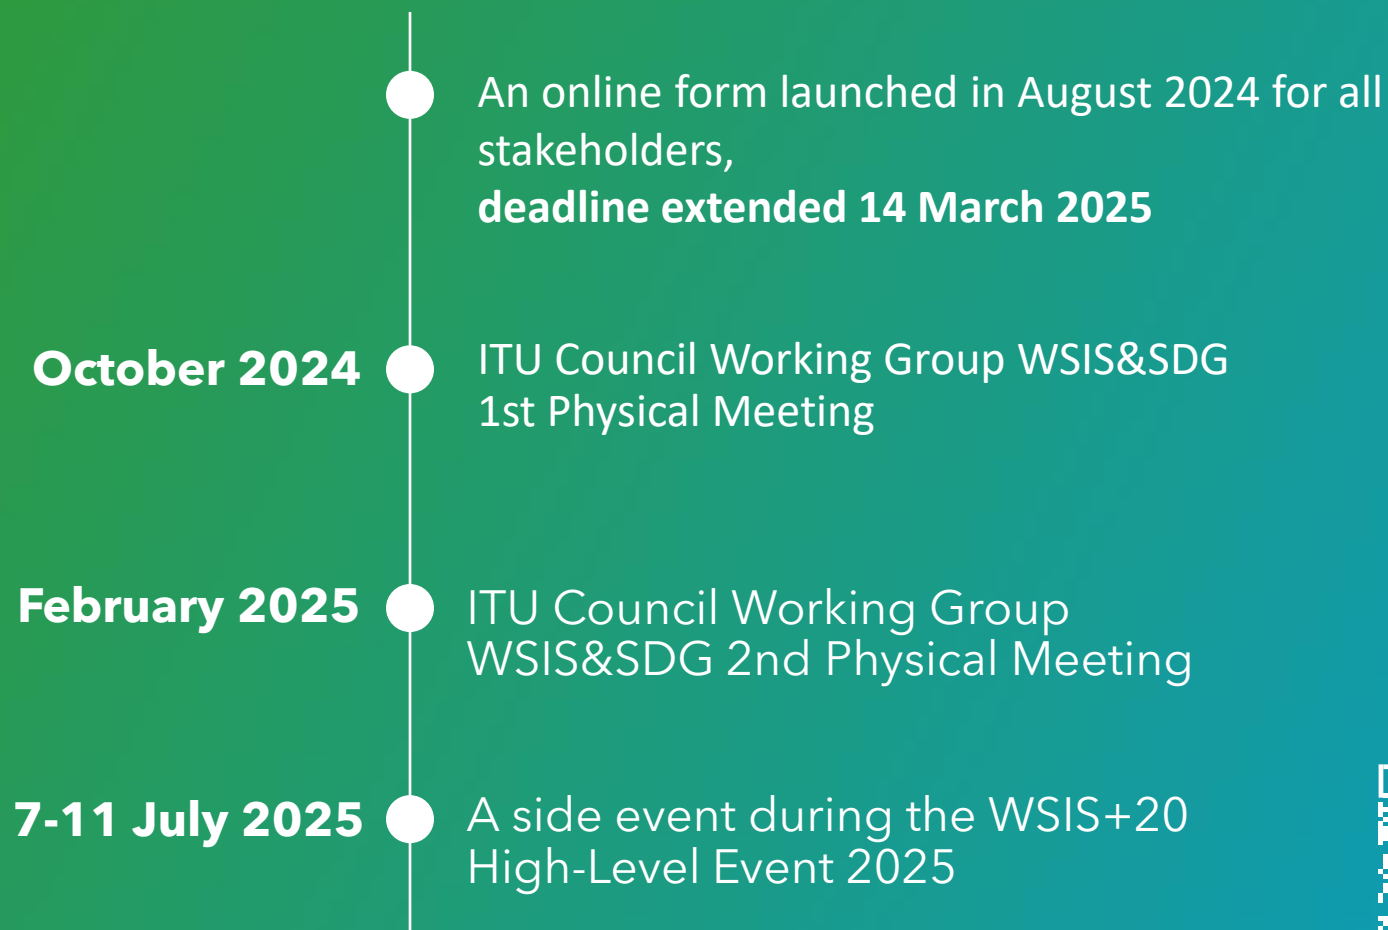 An online form launched in August 2024 for all
stakeholders,
deadline extended 14 March 2025
October 2024
ITU Council Working Group WSIS&SDG
1st Physical Meeting
February 2025
ITU Council Working Group
WSIS&SDG 2nd Physical Meeting
7-11 July 2025
A side event during the WSIS+20
High-Level Event 2025